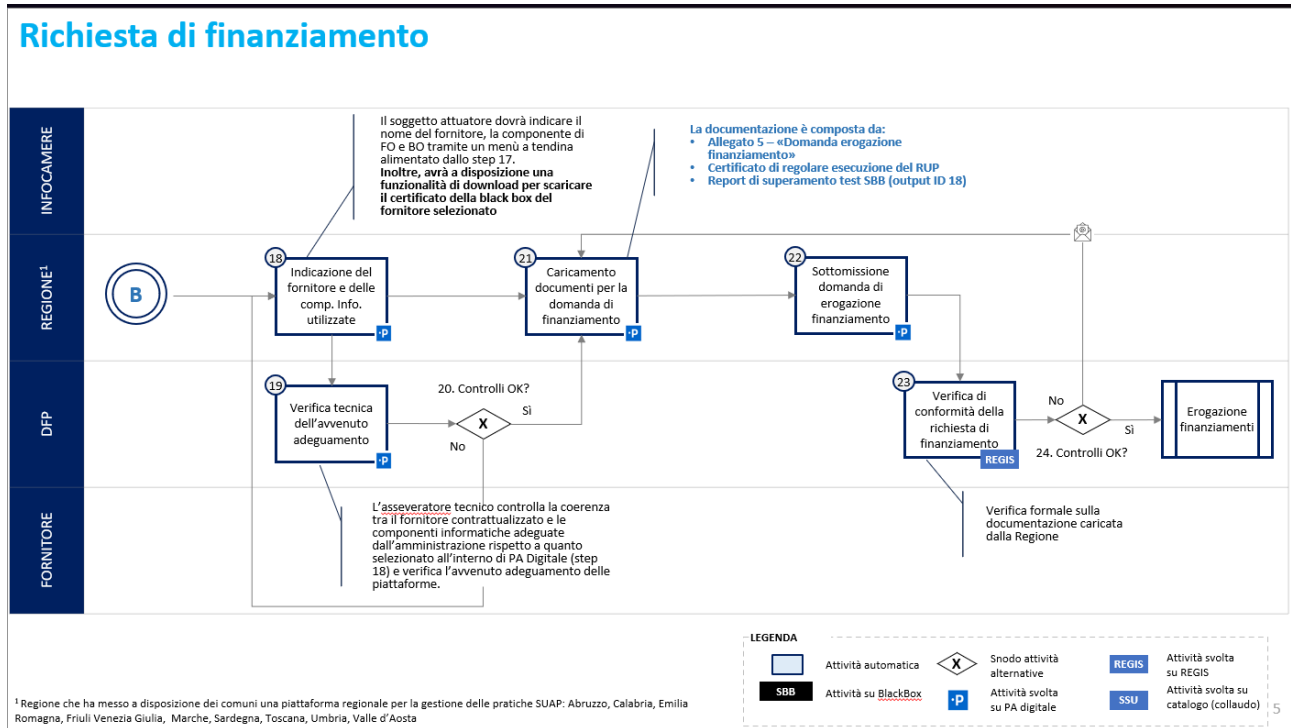 Richiesta di finanziamento
INFOCAMERE
Il soggetto attuatore dovrà indicare il
nome del fornitore, la componente di
FO e BO tramite un menù a tendina
alimentato dallo step 17.
Inoltre, avrà a disposizione una
funzionalità di download per scaricare
il certificato della black box del
fornitore selezionato
La documentazione è composta da:
• Allegato 5 – «Domanda erogazione
finanziamento»
• Certificato di regolare esecuzione del RUP
• Report di superamento test SBB (output ID 18)
REGIONE¹
B
18
Indicazione del
fornitore e delle
comp. Info.
utilizzate
·P
21
Caricamento
documenti per la
domanda di
finanziamento
·P
22
Sottomissione
domanda di
erogazione
finanziamento
·P
DFP
19
Verifica tecnica
dell’avvenuto
adeguamento
·P
20. Controlli OK?
X
Sì
No
23
Verifica di
conformità della
richiesta di
finanziamento
REGIS
No
X
Sì
24. Controlli OK?
Erogazione
finanziamenti
FORNITORE
L’asseveratore tecnico controlla la coerenza
tra il fornitore contrattualizzato e le
componenti informatiche adeguate
dall’amministrazione rispetto a quanto
selezionato all’interno di PA Digitale (step
18) e verifica l’avvenuto adeguamento delle
piattaforme.
Verifica formale sulla
documentazione caricata
dalla Regione
LEGENDA
Attività automatica
X
Snodo attività
alternative
REGIS
Attività svolta
su REGIS
SBB
Attività su BlackBox
·P
Attività svolta
su PA digitale
SSU
Attività svolta su
catalogo (collaudo)
¹ Regione che ha messo a disposizione dei comuni una piattaforma regionale per la gestione delle pratiche SUAP: Abruzzo, Calabria, Emilia
Romagna, Friuli Venezia Giulia, Marche, Sardegna, Toscana, Umbria, Valle d’Aosta
5